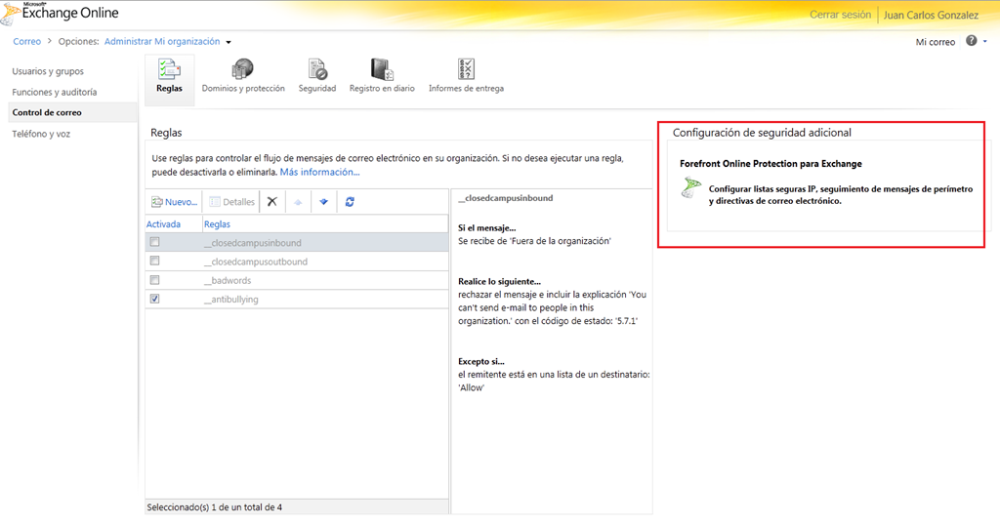 Microsoft®
Exchange Online
Cerrar sesión
Juan Carlos Gonzalez
Correo > Opciones: Administrar Mi organización
Mi correo
Usuarios y grupos
Funciones y auditoría
Control de correo
Teléfono y voz
Reglas
Dominios y protección
Seguridad
Registro en diario
Informes de entrega
Reglas
Use reglas para controlar el flujo de mensajes de correo electrónico en su organización. Si no desea ejecutar una regla,
puede desactivarla o eliminarla. Más información...
Nuevo...
Detalles
Activada
Reglas
__closedcampusinbound
__closedcampusoutbound
__badwords
__antibullying
Seleccionado(s) 1 de un total de 4
__closedcampusinbound
Si el mensaje...
Se recibe de 'Fuera de la organización'
Realice lo siguiente...
rechazar el mensaje e incluir la explicación 'You
can't send e-mail to people in this
organization.' con el código de estado: '5.7.1'
Excepto si...
el remitente está en una lista de un destinatario:
'Allow'
Configuración de seguridad adicional
Forefront Online Protection para Exchange
Configurar listas seguras IP, seguimiento de mensajes de perímetro
y directivas de correo electrónico.